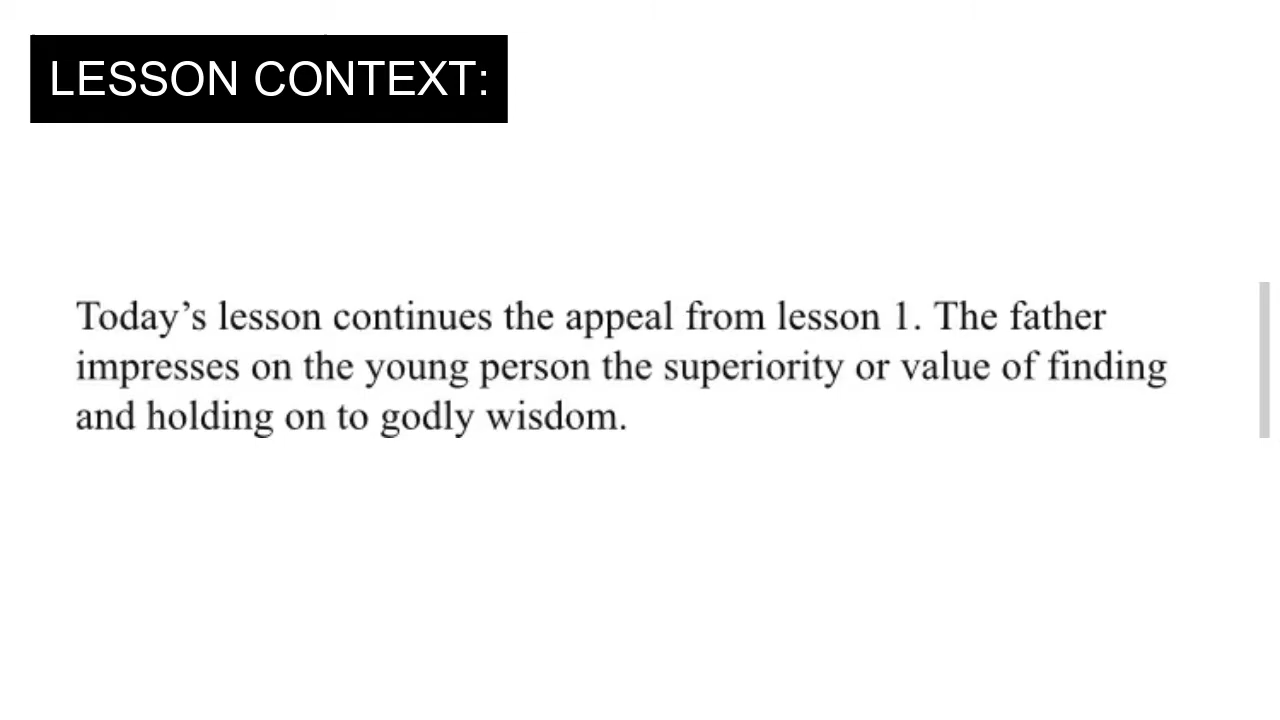 LESSON CONTEXT:
Today’s lesson continues the appeal from lesson 1. The father
impresses on the young person the superiority or value of finding
and holding on to godly wisdom.